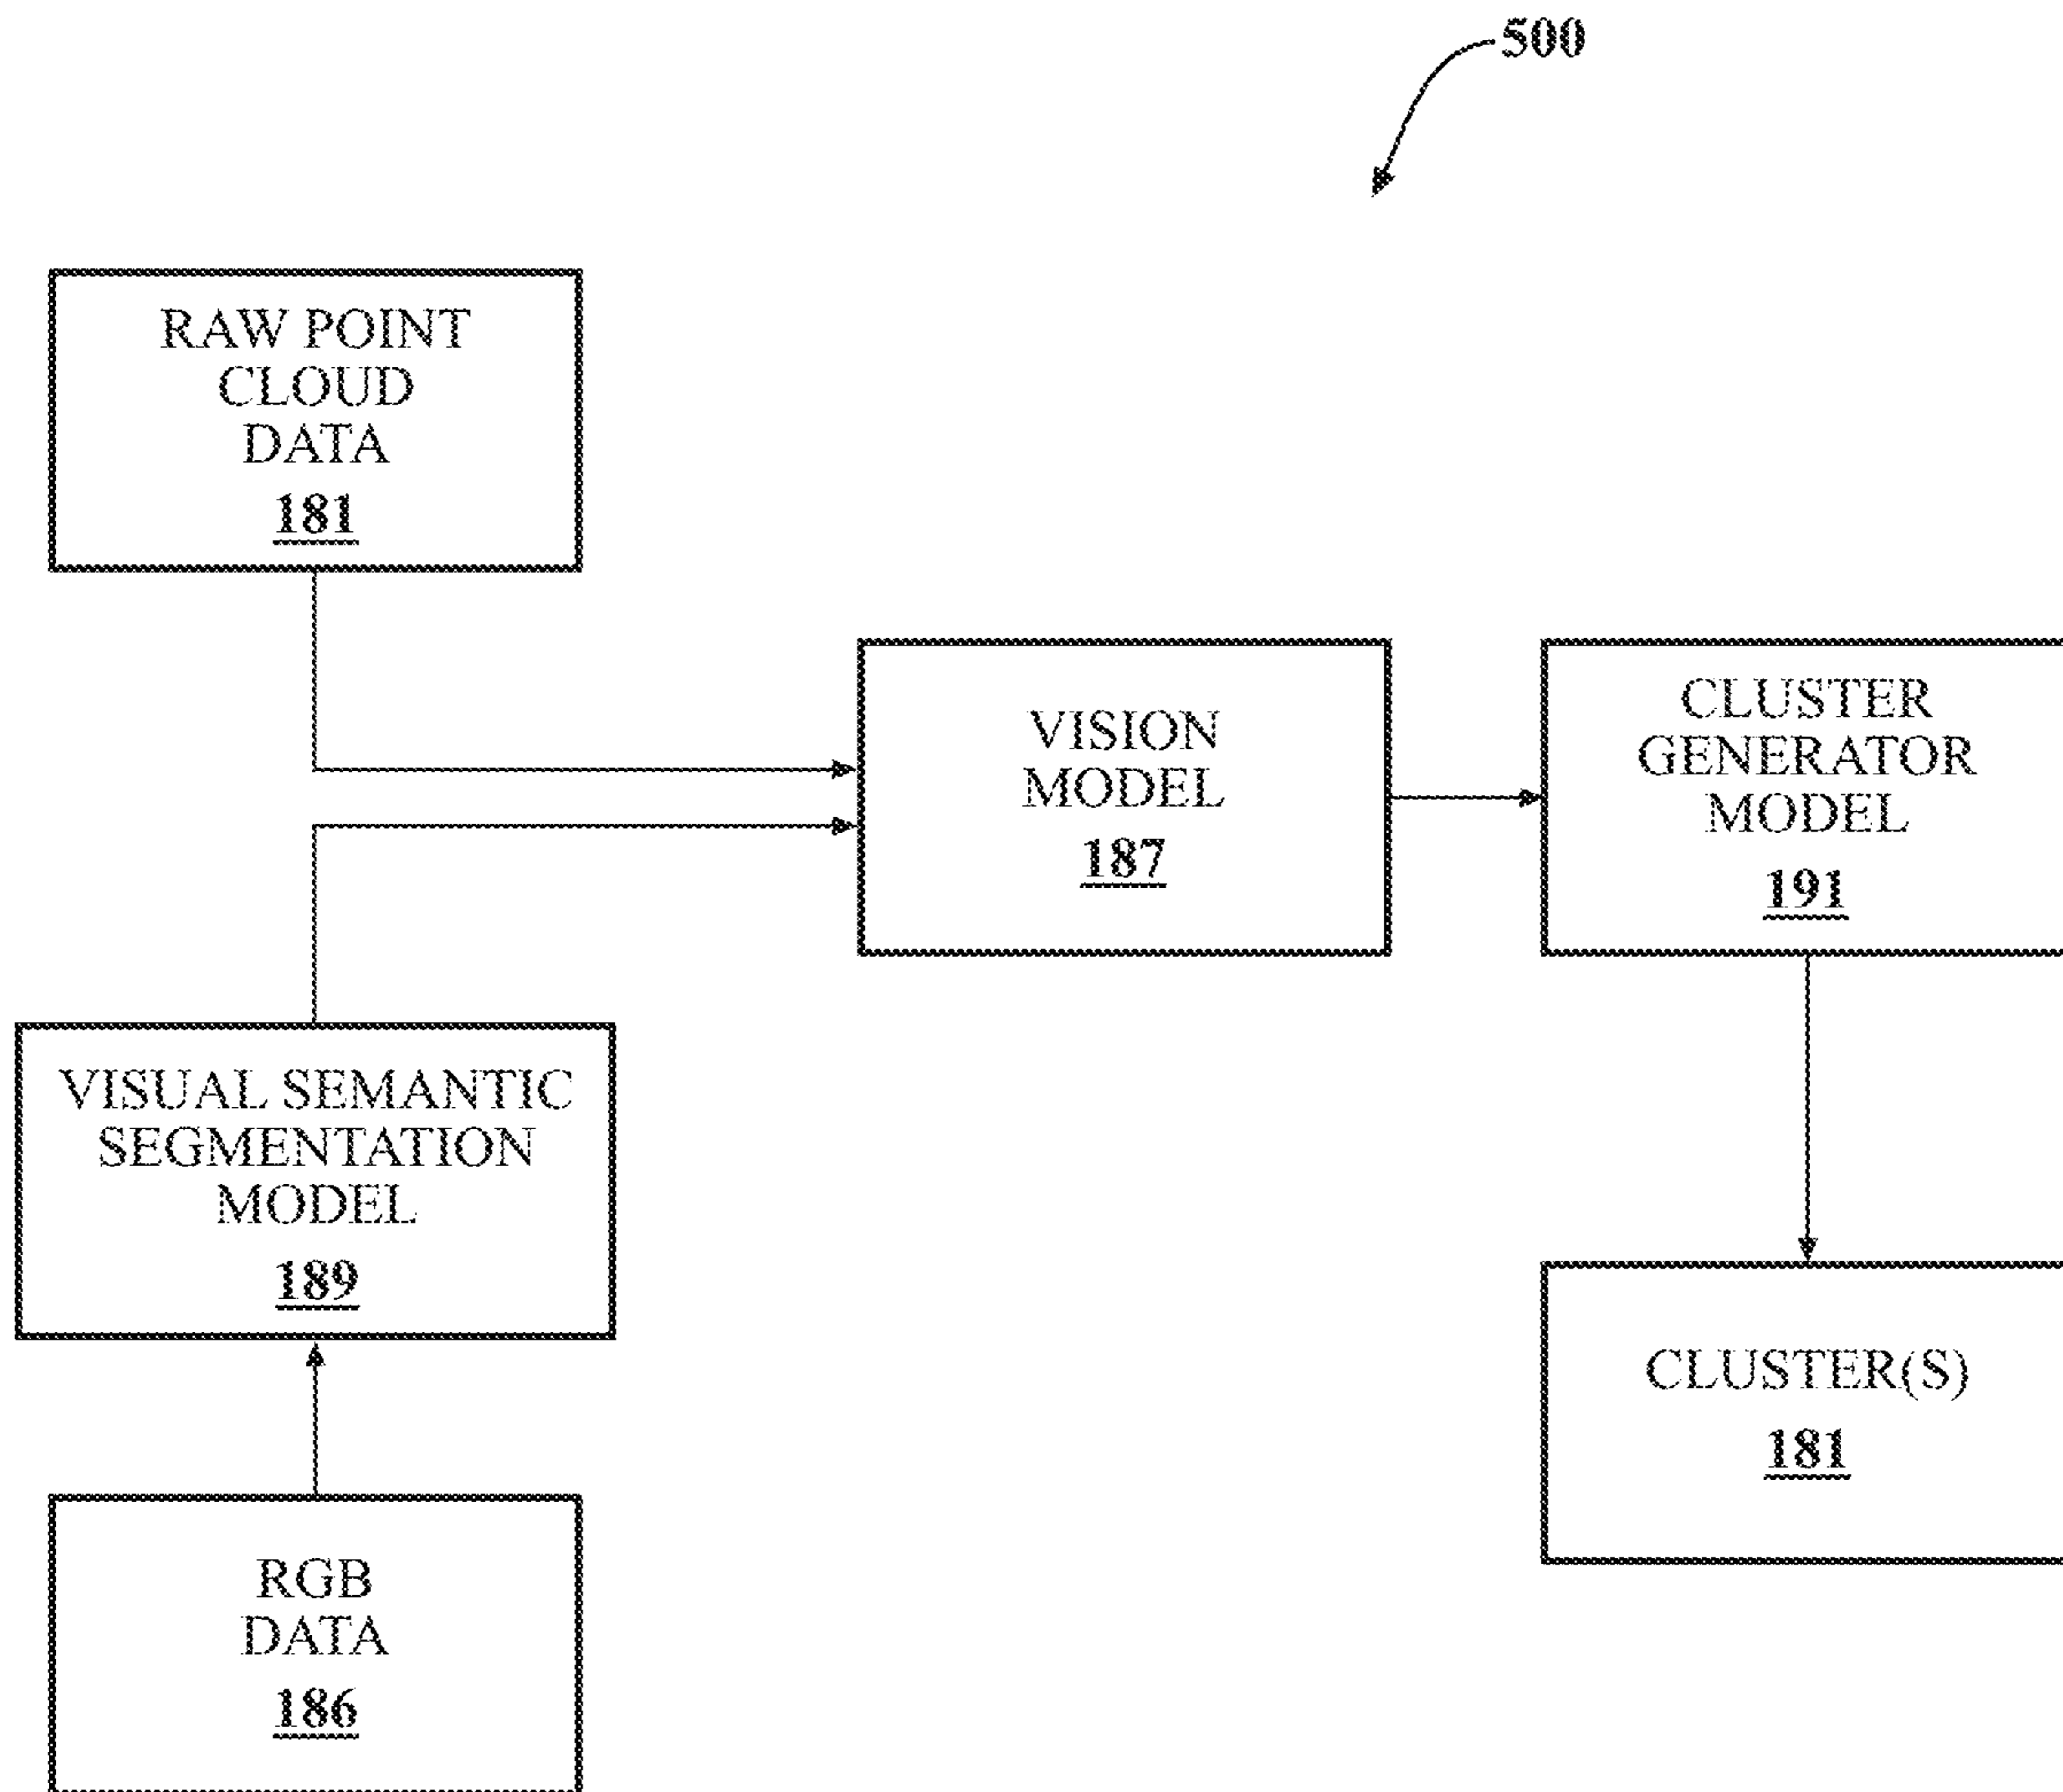 500
RAW POINT
CLOUD
DATA
181
VISION
MODEL
187
CLUSTER
GENERATOR
MODEL
191
VISUAL SEMANTIC
SEGMENTATION
MODEL
189
CLUSTER(S)
181
RGB
DATA
186